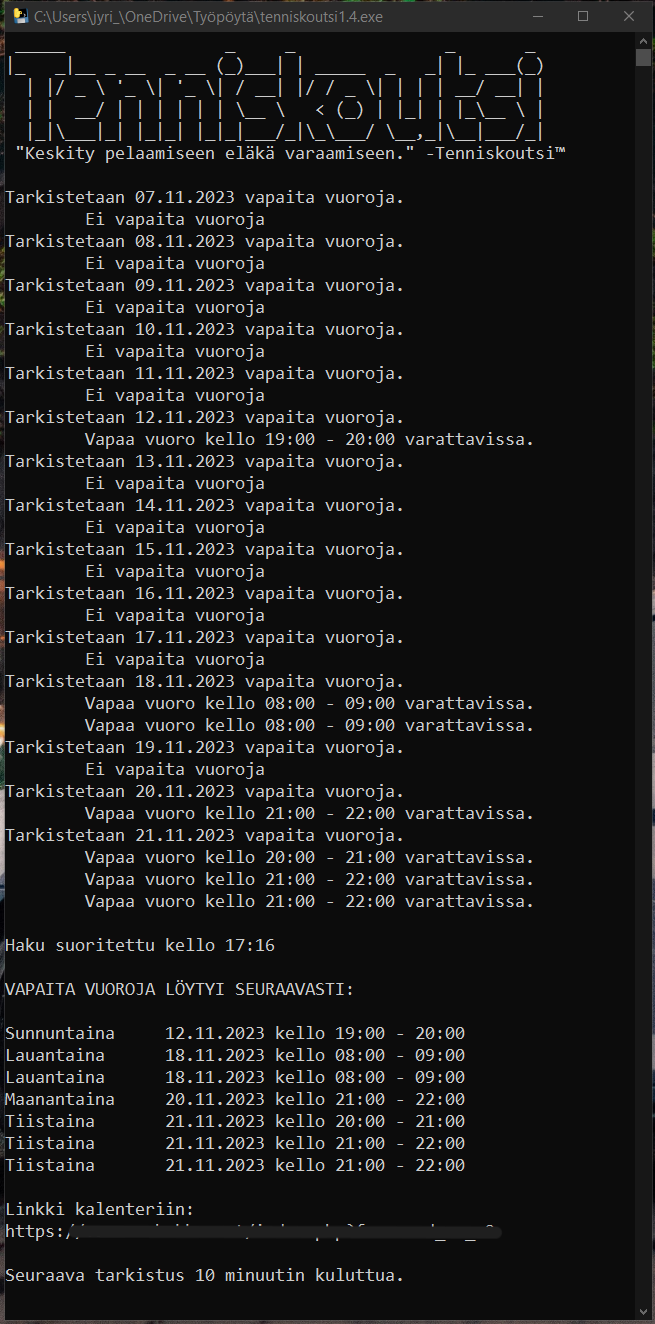 C:\Users\jyri_\OneDrive\Työpöytä\tenniskoutsi1.4.exe
Tenniskoutsi
"Keskity pelaamiseen eläkä varaamiseen." -Tenniskoutsi™
Tarkistetaan 07.11.2023 vapaita vuoroja.
Ei vapaita vuoroja
Tarkistetaan 08.11.2023 vapaita vuoroja.
Ei vapaita vuoroja
Tarkistetaan 09.11.2023 vapaita vuoroja.
Ei vapaita vuoroja
Tarkistetaan 10.11.2023 vapaita vuoroja.
Ei vapaita vuoroja
Tarkistetaan 11.11.2023 vapaita vuoroja.
Ei vapaita vuoroja
Tarkistetaan 12.11.2023 vapaita vuoroja.
Vapaa vuoro kello 19:00 - 20:00 varattavissa.
Tarkistetaan 13.11.2023 vapaita vuoroja.
Ei vapaita vuoroja
Tarkistetaan 14.11.2023 vapaita vuoroja.
Ei vapaita vuoroja
Tarkistetaan 15.11.2023 vapaita vuoroja.
Ei vapaita vuoroja
Tarkistetaan 16.11.2023 vapaita vuoroja.
Ei vapaita vuoroja
Tarkistetaan 17.11.2023 vapaita vuoroja.
Ei vapaita vuoroja
Tarkistetaan 18.11.2023 vapaita vuoroja.
Vapaa vuoro kello 08:00 - 09:00 varattavissa.
Vapaa vuoro kello 08:00 - 09:00 varattavissa.
Tarkistetaan 19.11.2023 vapaita vuoroja.
Ei vapaita vuoroja
Tarkistetaan 20.11.2023 vapaita vuoroja.
Vapaa vuoro kello 21:00 - 22:00 varattavissa.
Tarkistetaan 21.11.2023 vapaita vuoroja.
Vapaa vuoro kello 20:00 - 21:00 varattavissa.
Vapaa vuoro kello 21:00 - 22:00 varattavissa.
Vapaa vuoro kello 21:00 - 22:00 varattavissa.
Haku suoritettu kello 17:16
VAPAITA VUOROJA LÖYTYI SEURAAVASTI:
Sunnuntaina 12.11.2023 kello 19:00 - 20:00
Lauantaina 18.11.2023 kello 08:00 - 09:00
Lauantaina 18.11.2023 kello 08:00 - 09:00
Maanantaina 20.11.2023 kello 21:00 - 22:00
Tiistaina 21.11.2023 kello 20:00 - 21:00
Tiistaina 21.11.2023 kello 21:00 - 22:00
Tiistaina 21.11.2023 kello 21:00 - 22:00
Linkki kalenteriin:
https:/
Seuraava tarkistus 10 minuutin kuluttua.